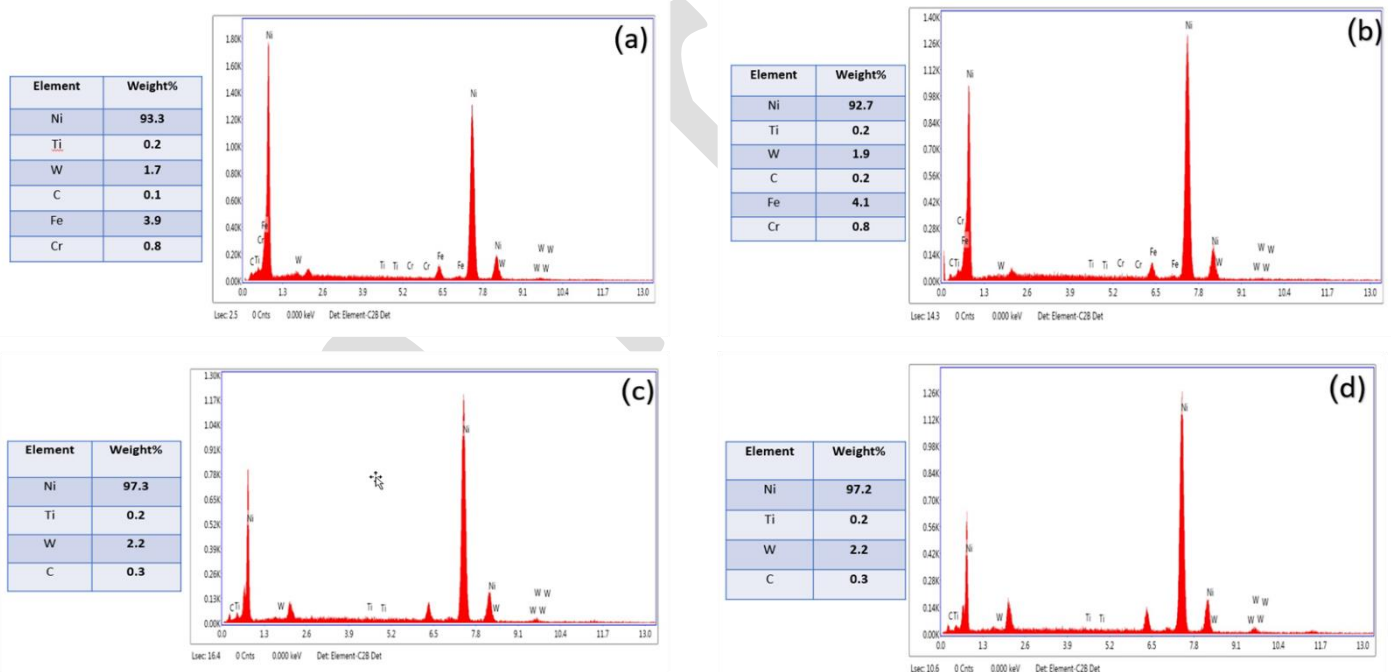 (a)
Element Weight%
Ni 93.3
Ti 0.2
W 1.7
C 0.1
Fe 3.9
Cr 0.8
1.80K
1.60K
1.40K
1.20K
1.00K
0.80K
0.60K
0.40K
0.20K
0.00K
Ni
Fe
Cr
C Ti
W
Ti Ti Cr Cr
Fe
Fe
Ni
Ni
W
W W
W W
0.0 1.3 2.6 3.9 5.2 6.5 7.8 9.1 10.4 11.7 13.0
Lsec: 2.5 0 Cnts 0.000 keV Det: Element-C2B Det
(b)
Element Weight%
Ni 92.7
Ti 0.2
W 1.9
C 0.2
Fe 4.1
Cr 0.8
1.40K
1.26K
1.12K
0.98K
0.84K
0.70K
0.56K
0.42K
0.28K
0.14K
0.00K
Ni
Cr
Fe
C Ti
W
Ti Ti Cr Cr
Fe
Fe
Ni
Ni
W
W W
W W
0.0 1.3 2.6 3.9 5.2 6.5 7.8 9.1 10.4 11.7 13.0
Lsec: 14.3 0 Cnts 0.000 keV Det: Element-C2B Det
(c)
Element Weight%
Ni 97.3
Ti 0.2
W 2.2
C 0.3
1.30K
1.17K
1.04K
0.91K
0.78K
0.65K
0.52K
0.39K
0.26K
0.13K
0.00K
Ni
C Ti
W
Ti Ti
Ni
Ni
W
W W
W W
0.0 1.3 2.6 3.9 5.2 6.5 7.8 9.1 10.4 11.7 13.0
Lsec: 16.4 0 Cnts 0.000 keV Det: Element-C2B Det
(d)
Element Weight%
Ni 97.2
Ti 0.2
W 2.2
C 0.3
1.26K
1.12K
0.98K
0.84K
0.70K
0.56K
0.42K
0.28K
0.14K
0.00K
Ni
C Ti
W
Ti Ti
Ni
Ni
W
W W
W W
0.0 1.3 2.6 3.9 5.2 6.5 7.8 9.1 10.4 11.7 13.0
Lsec: 10.6 0 Cnts 0.000 keV Det: Element-C2B Det